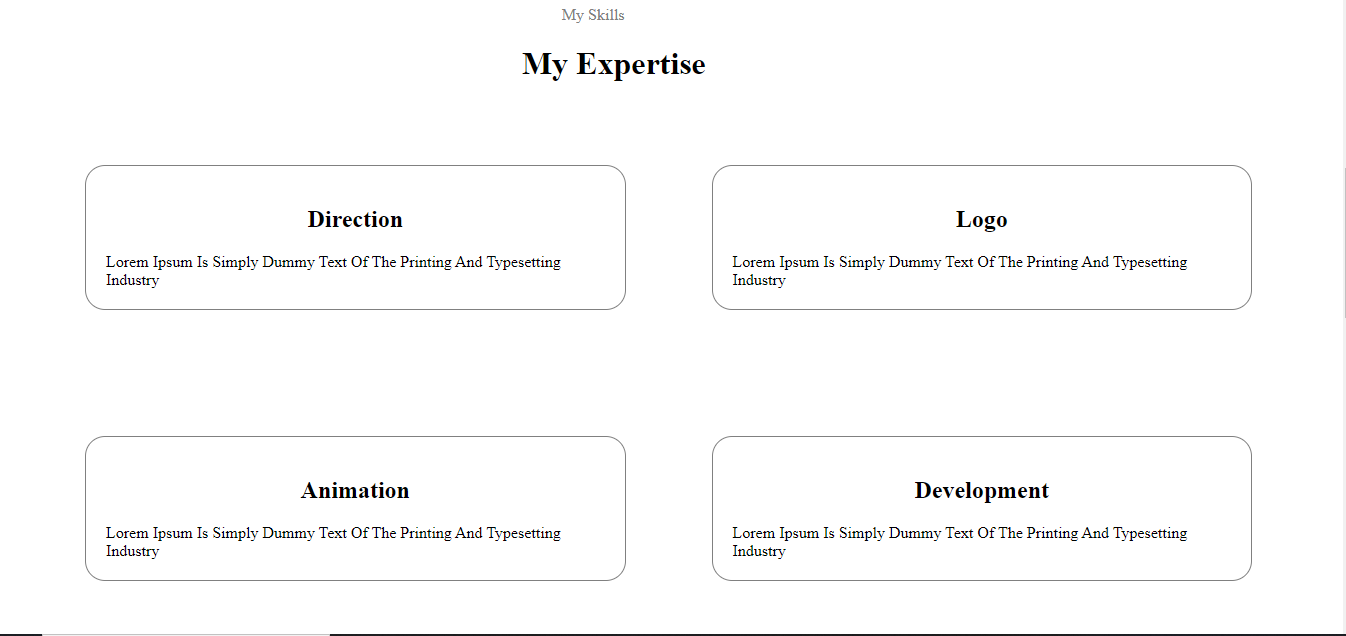 My Skills
My Expertise
Direction
Lorem Ipsum Is Simply Dummy Text Of The Printing And Typesetting
Industry
Logo
Lorem Ipsum Is Simply Dummy Text Of The Printing And Typesetting
Industry
Animation
Lorem Ipsum Is Simply Dummy Text Of The Printing And Typesetting
Industry
Development
Lorem Ipsum Is Simply Dummy Text Of The Printing And Typesetting
Industry